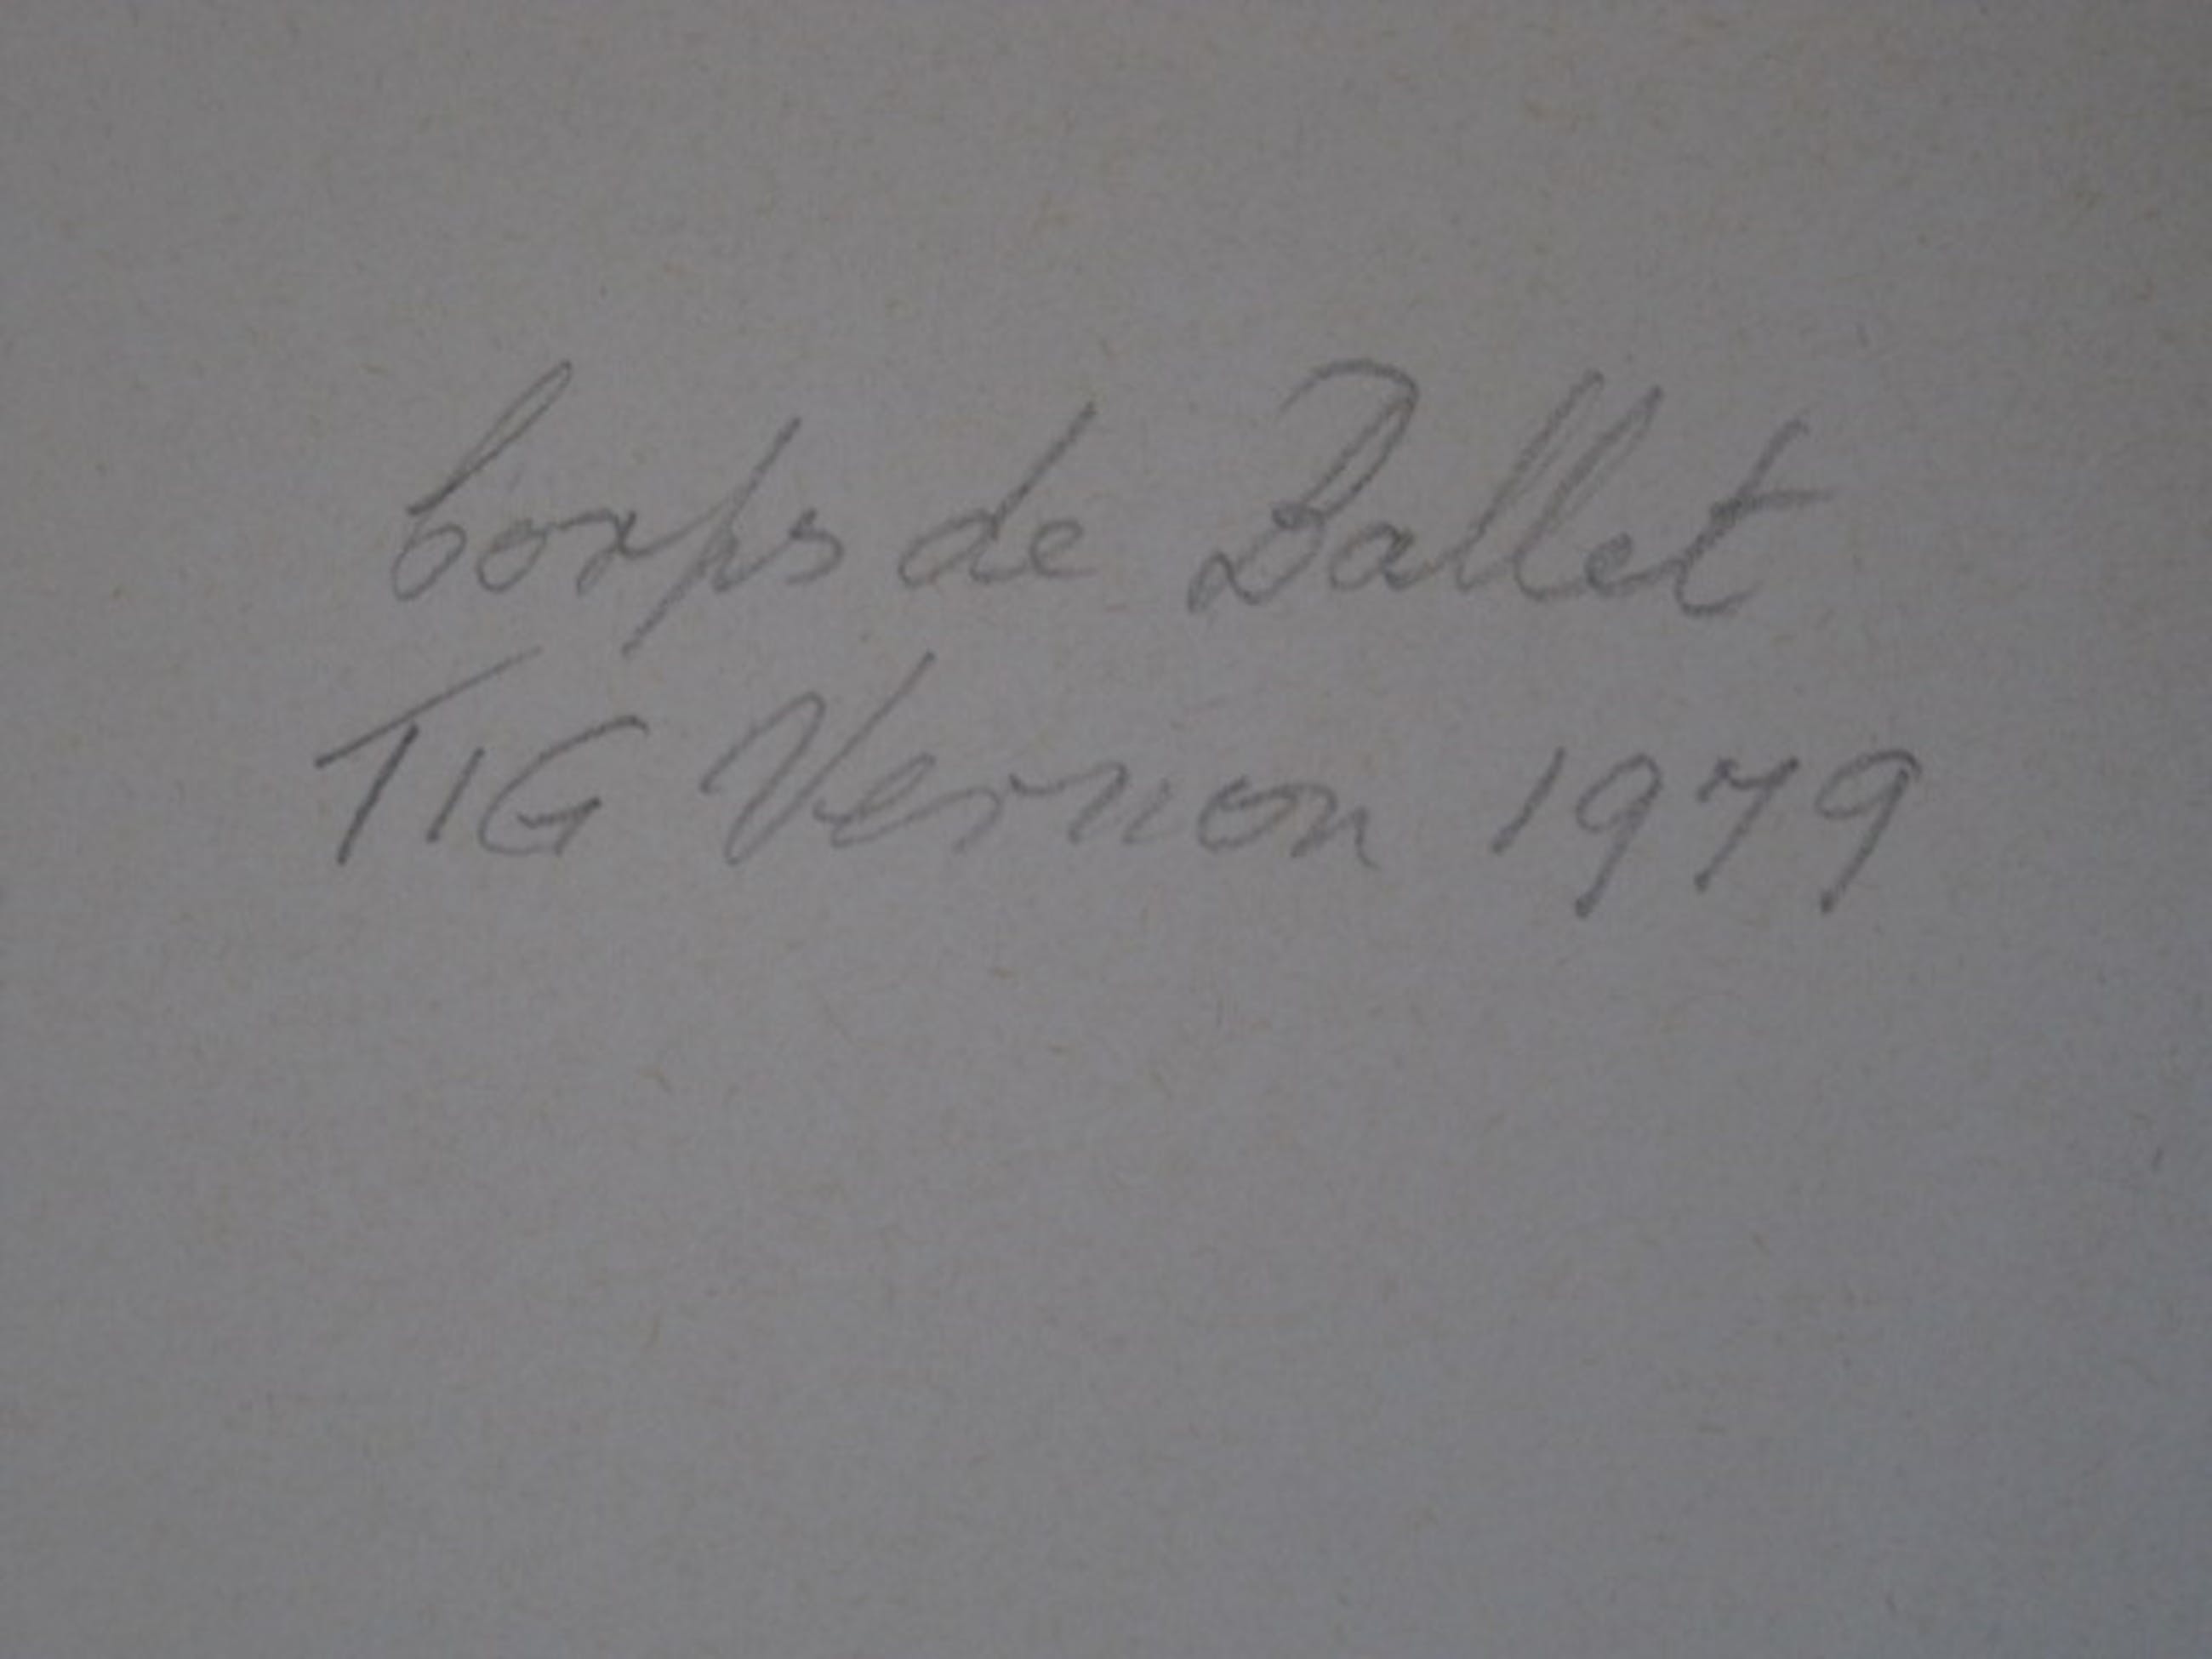 Corps de Ballet
TIG Vernon 1979